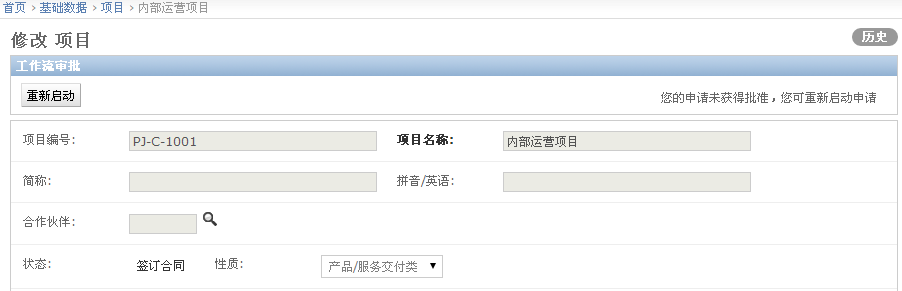 首页 › 基础数据 › 项目 › 内部运营项目
修改 项目
历史
工作流审批
重新启动
您的申请未获得批准，您可重新启动申请
项目编号: PJ-C-1001 项目名称: 内部运营项目
简称: 拼音/英语:
合作伙伴:
状态: 签订合同 性质: 产品/服务交付类